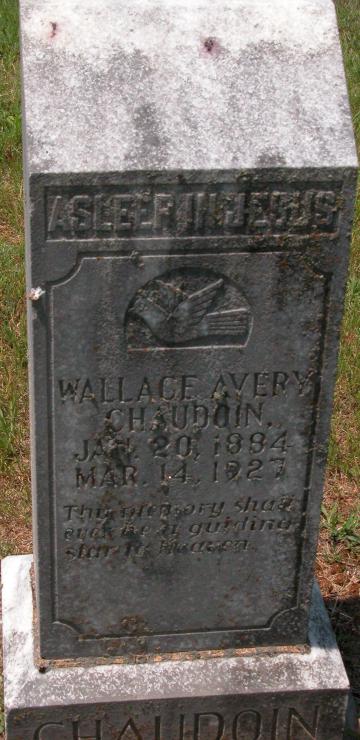 ASLEEP IN JESUS
WALLACE AVERY
CHAUDOIN.
JAN. 20, 1884
MAR. 14, 1927
Thy memory shall
ever be a guiding
star to Heaven.
CHAUDOIN